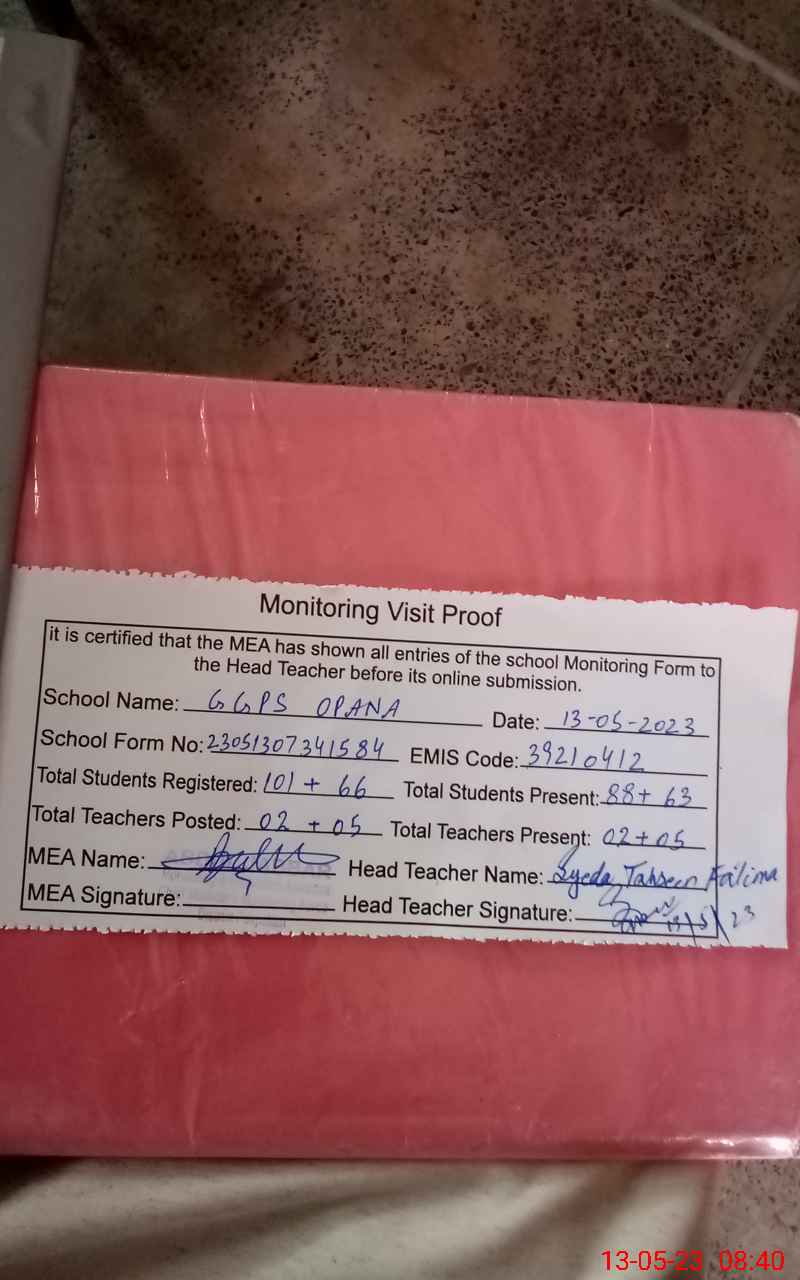 Monitoring Visit Proof
it is certified that the MEA has shown all entries of the school Monitoring Form to
the Head Teacher before its online submission.
School Name: GGPS OPANA Date: 13-05-2023
School Form No: 23051307341584 EMIS Code: 39210412
Total Students Registered: 101 + 66 Total Students Present: 88+ 63
Total Teachers Posted: 02 + 05 Total Teachers Present: 02+05
MEA Name: Head Teacher Name: Syeda Tahseen Fatima
MEA Signature: Head Teacher Signature: 13/5/23
13-05-23 08:40